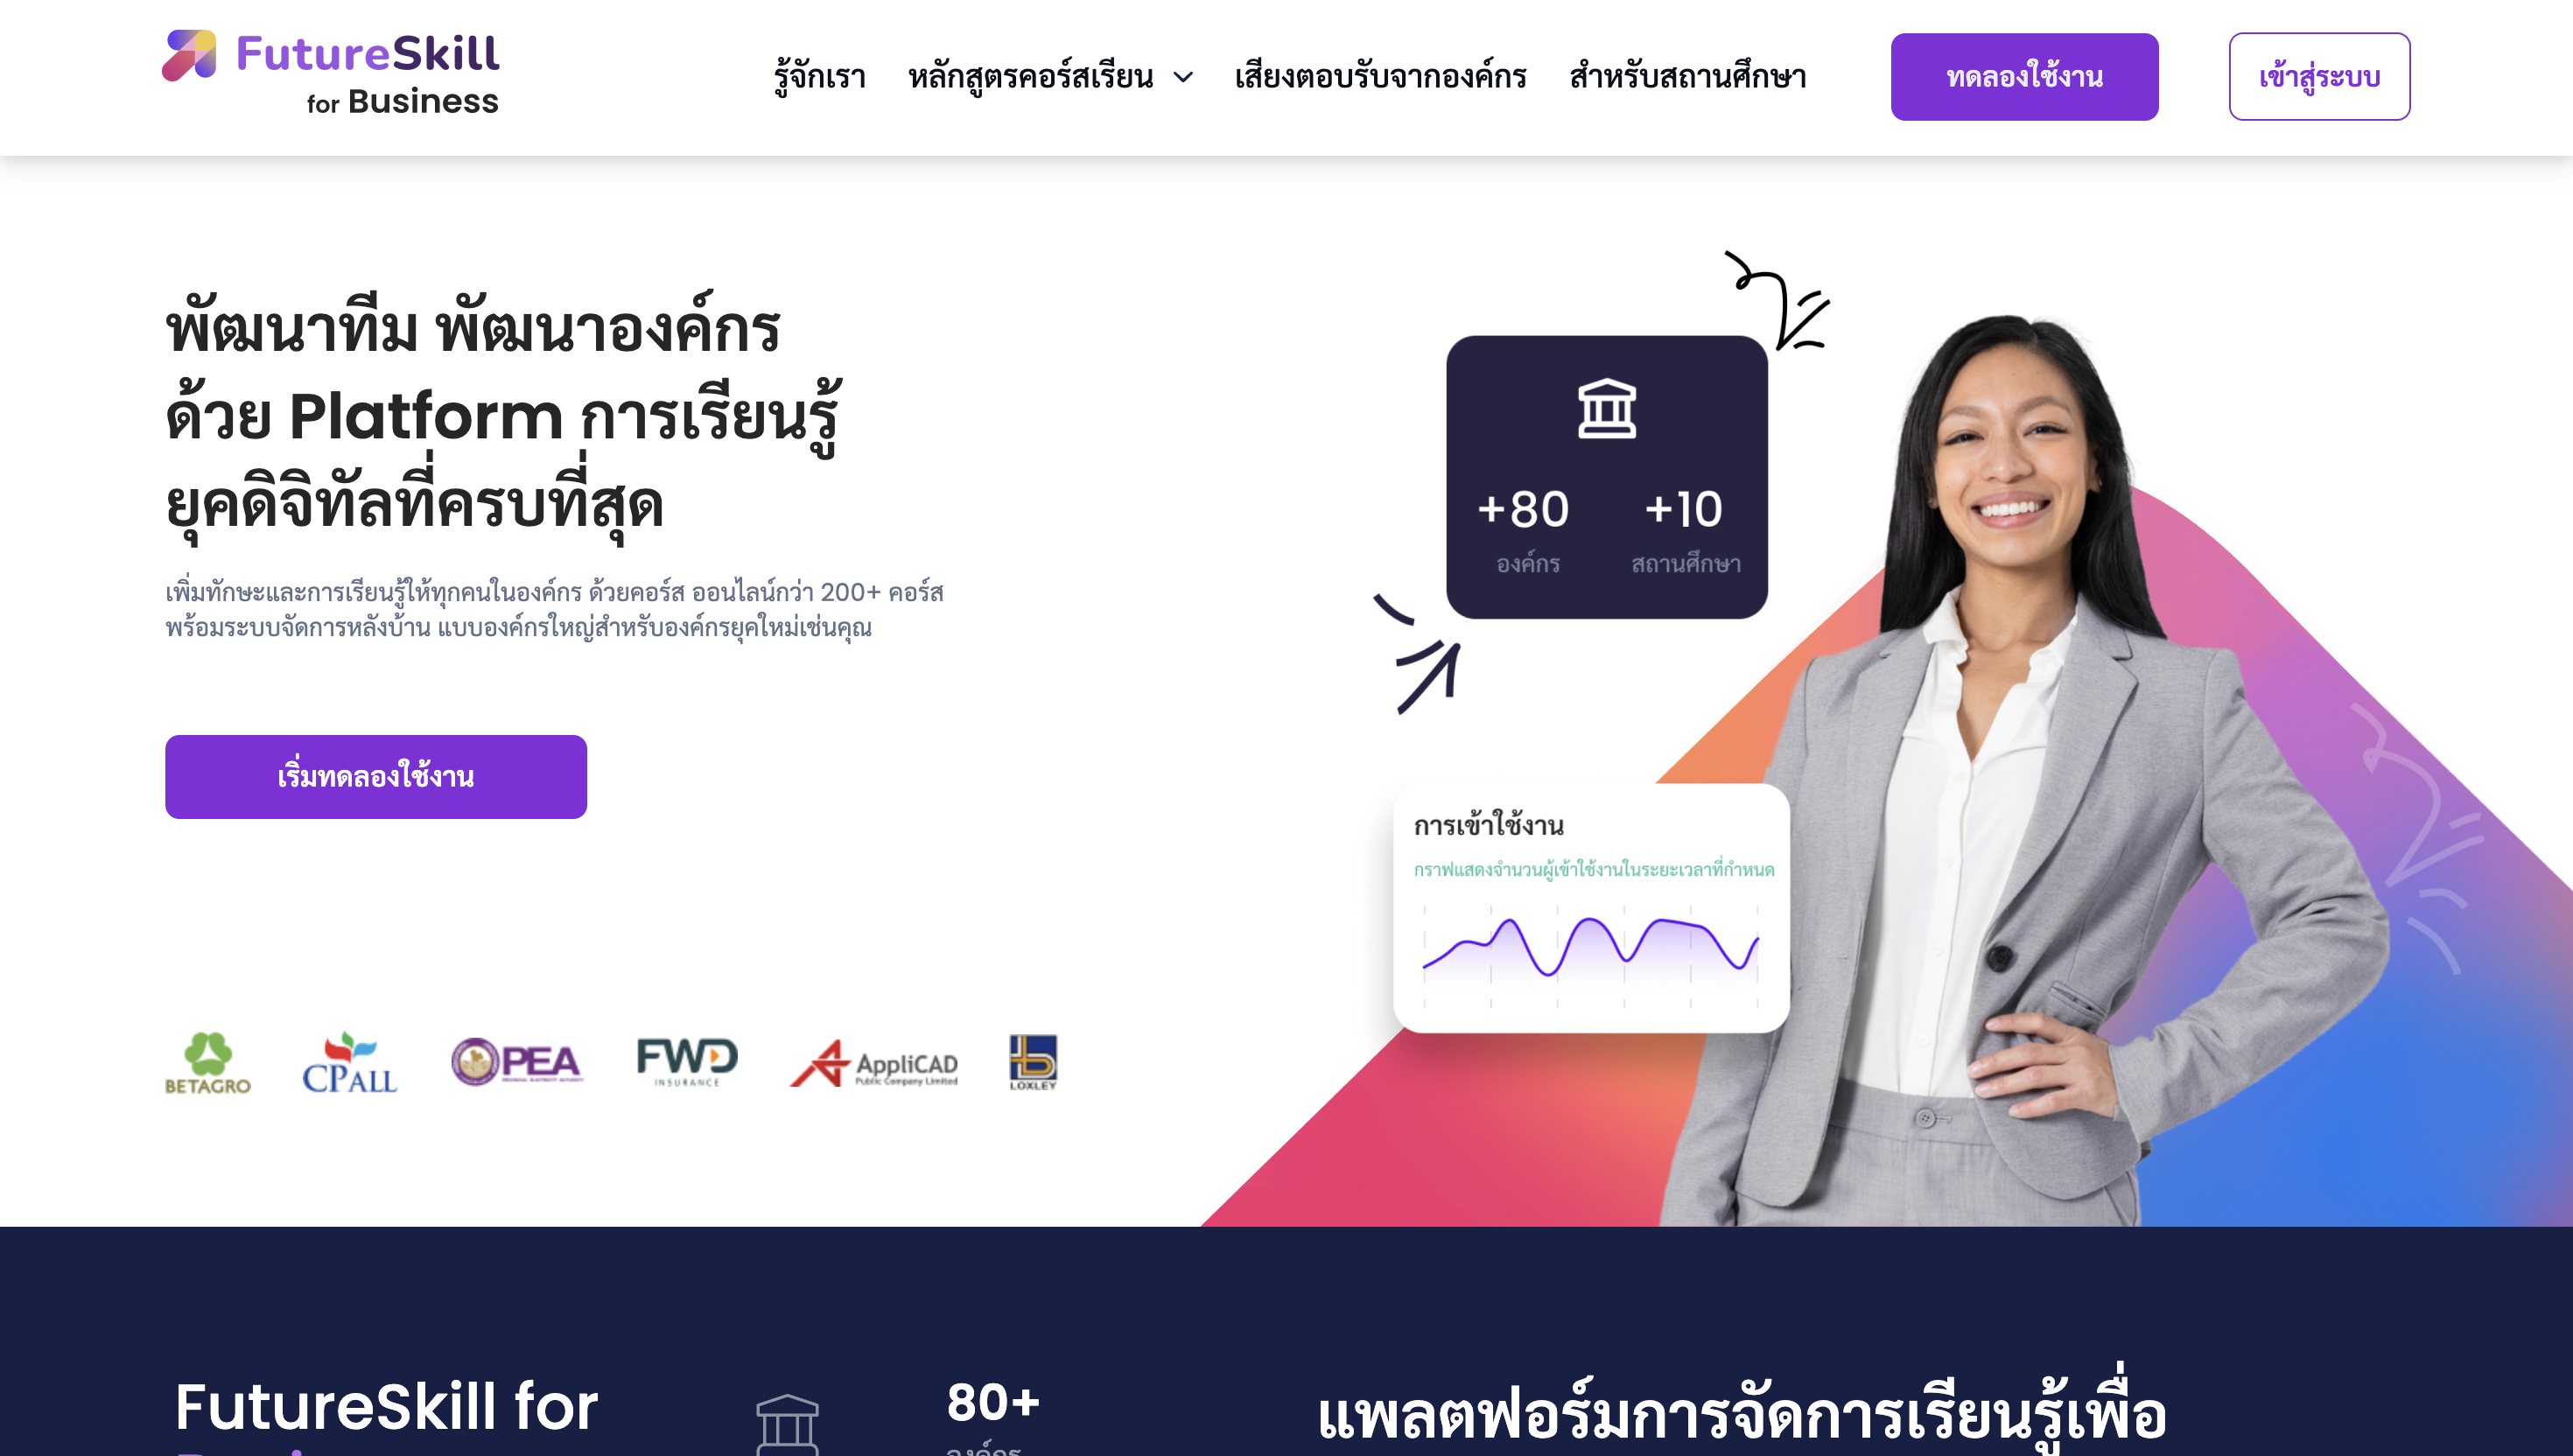 FutureSkill
for Business
รู้จักเรา
หลักสูตรคอร์สเรียน
เสียงตอบรับจากองค์กร
สำหรับสถานศึกษา
ทดลองใช้งาน
เข้าสู่ระบบ
พัฒนาทีม พัฒนาองค์กร
ด้วย Platform การเรียนรู้
ยุคดิจิทัลที่ครบที่สุด
เพิ่มทักษะและการเรียนรู้ให้ทุกคนในองค์กร ด้วยคอร์ส ออนไลน์กว่า 200+ คอร์ส
พร้อมระบบจัดการหลังบ้าน แบบองค์กรใหญ่สำหรับองค์กรยุคใหม่เช่นคุณ
เริ่มทดลองใช้งาน
+80
องค์กร
+10
สถานศึกษา
การเข้าใช้งาน
กราฟแสดงจำนวนผู้เข้าใช้งานในระยะเวลาที่กำหนด
BETAGRO
CPALL
PEA
FWD
INSURANCE
AppliCAD
Public Company Limited
LOXLEY
FutureSkill for
80+
องค์กร
แพลตฟอร์มการจัดการเรียนรู้เพื่อ